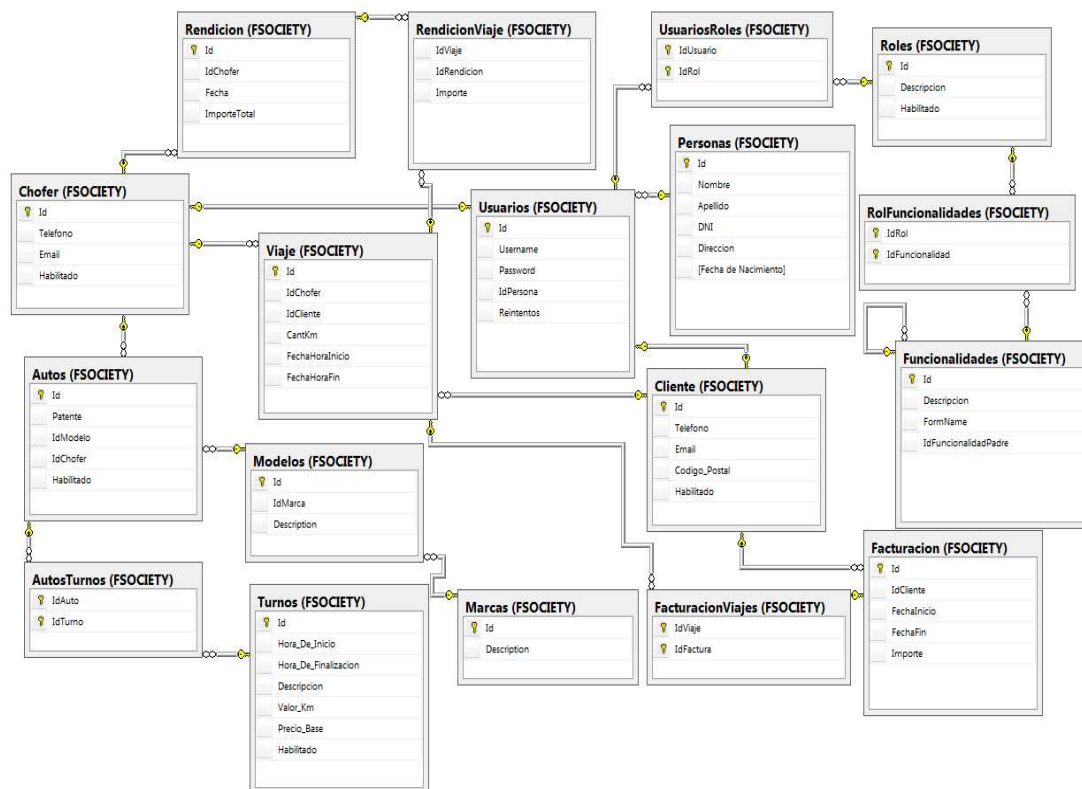 Rendicion (FSOCIETY)
Id
IdChofer
Fecha
ImporteTotal
RendicionViaje (FSOCIETY)
IdViaje
IdRendicion
Importe
UsuariosRoles (FSOCIETY)
IdUsuario
IdRol
Roles (FSOCIETY)
Id
Descripcion
Habilitado
Personas (FSOCIETY)
Id
Nombre
Apellido
DNI
Direccion
[Fecha de Nacimiento]
Chofer (FSOCIETY)
Id
Telefono
Email
Habilitado
Usuarios (FSOCIETY)
Id
Username
Password
IdPersona
Reintentos
RolFuncionalidades (FSOCIETY)
IdRol
IdFuncionalidad
Viaje (FSOCIETY)
Id
IdChofer
IdCliente
CantKm
FechaHoraInicio
FechaHoraFin
Funcionalidades (FSOCIETY)
Id
Descripcion
FormName
IdFuncionalidadPadre
Autos (FSOCIETY)
Id
Patente
IdModelo
IdChofer
Habilitado
Cliente (FSOCIETY)
Id
Telefono
Email
Codigo_Postal
Habilitado
Modelos (FSOCIETY)
Id
IdMarca
Description
Facturacion (FSOCIETY)
Id
IdCliente
FechaInicio
FechaFin
Importe
AutosTurnos (FSOCIETY)
IdAuto
IdTurno
Turnos (FSOCIETY)
Id
Hora_De_Inicio
Hora_De_Finalizacion
Descripcion
Valor_Km
Precio_Base
Habilitado
Marcas (FSOCIETY)
Id
Description
FacturacionViajes (FSOCIETY)
IdViaje
IdFactura